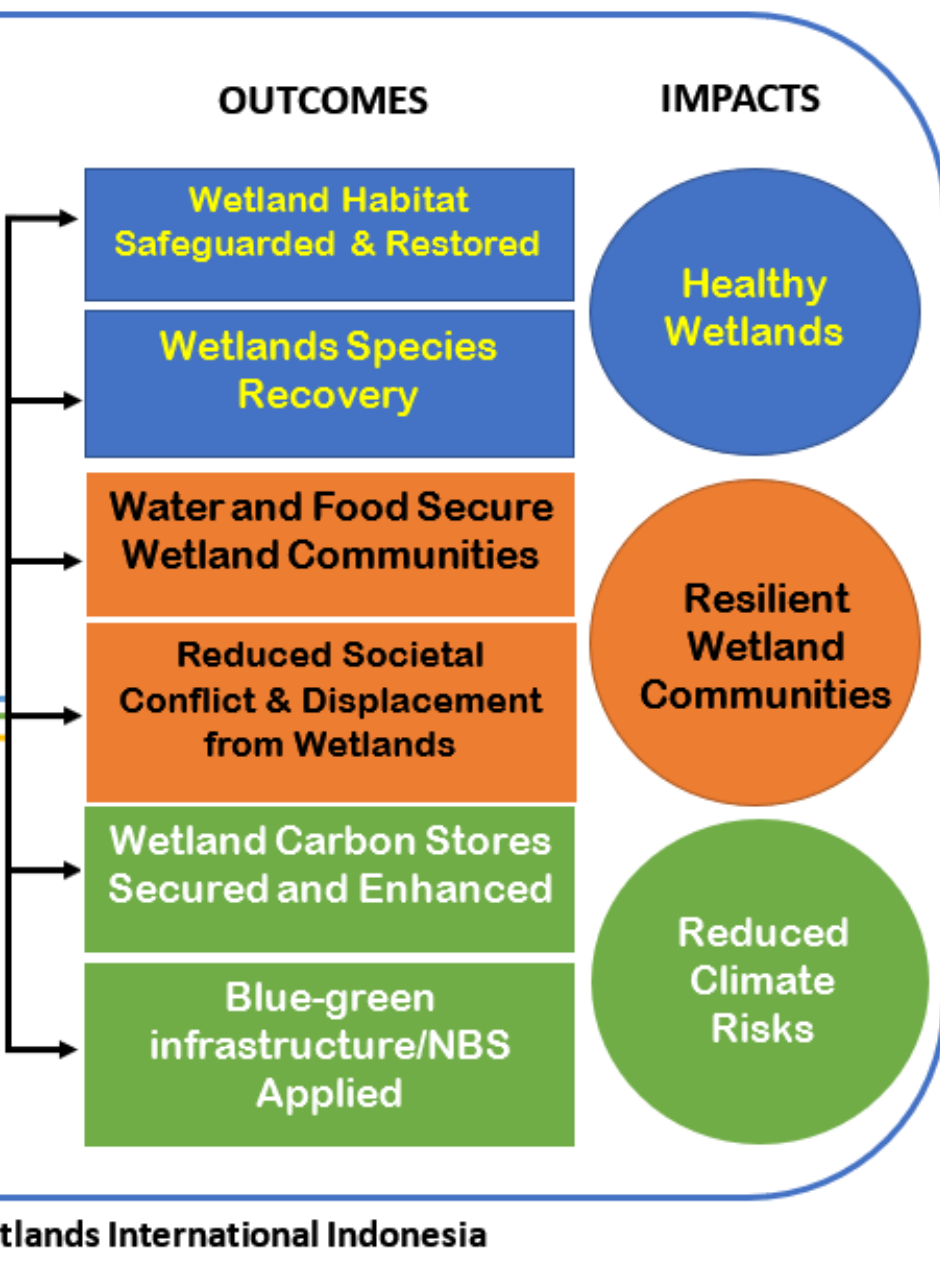 OUTCOMES
IMPACTS
Wetland Habitat
Safeguarded & Restored
Wetlands Species
Recovery
Healthy
Wetlands
Water and Food Secure
Wetland Communities
Reduced Societal
Conflict & Displacement
from Wetlands
Resilient
Wetland
Communities
Wetland Carbon Stores
Secured and Enhanced
Blue-green
infrastructure/NBS
Applied
Reduced
Climate
Risks
tlands International Indonesia